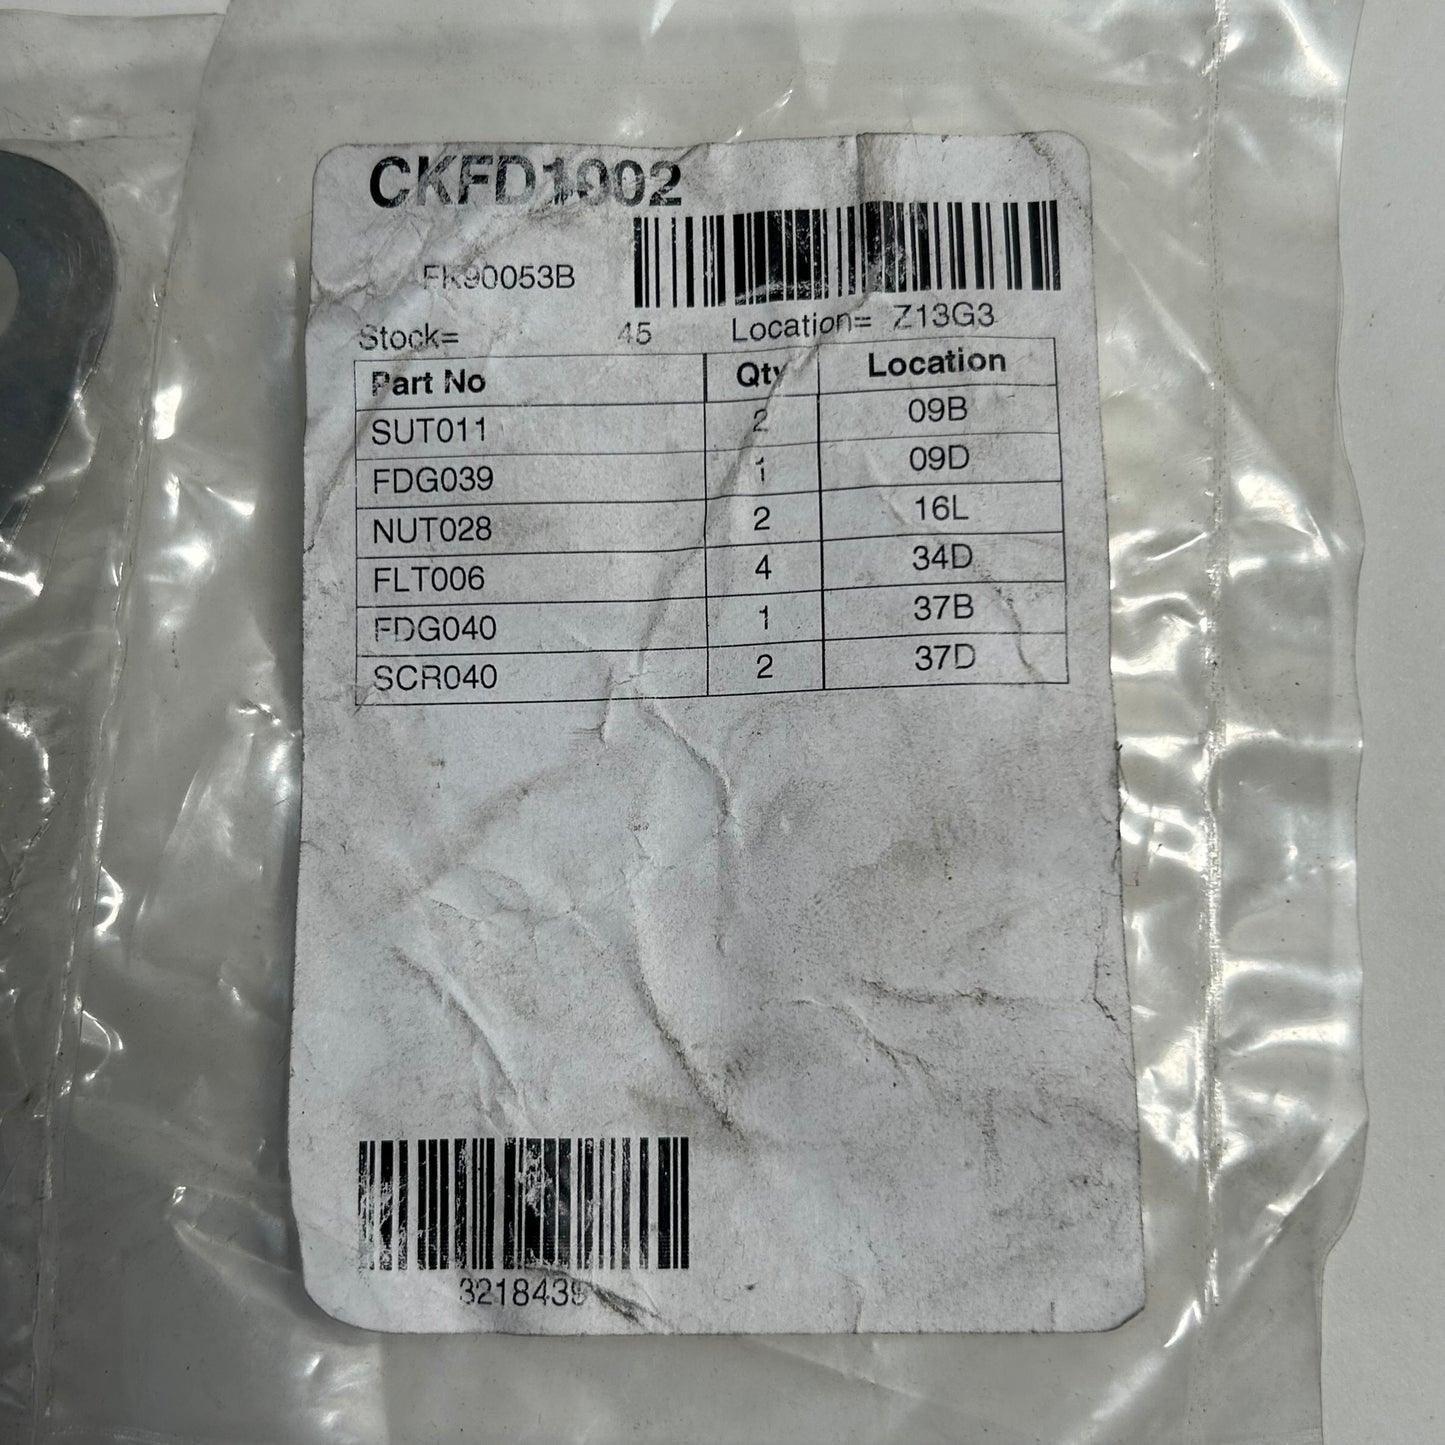 CKFD1002
FK90053B
Stock= 45 Location= Z13G3
Part No Qty Location
SUT011 2 09B
FDG039 1 09D
NUT028 2 16L
FLT006 4 34D
FDG040 1 37B
SCR040 2 37D